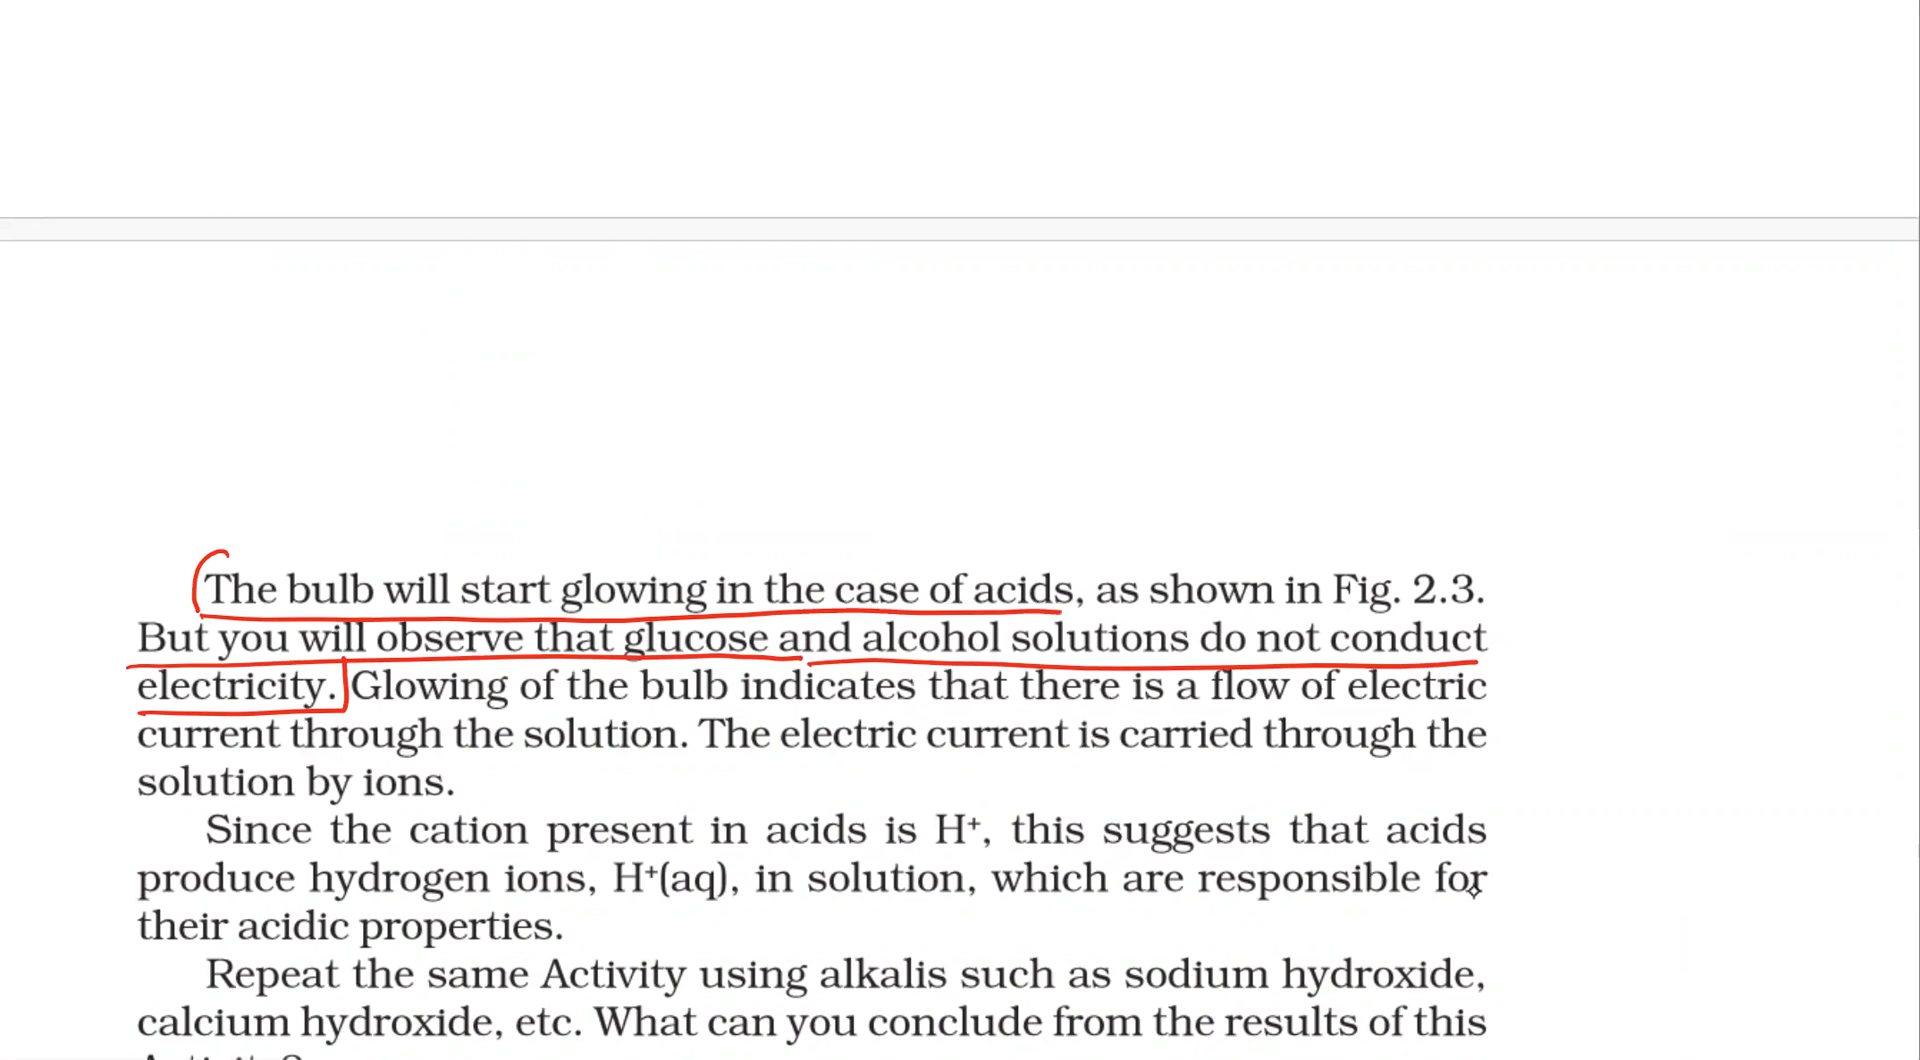 The bulb will start glowing in the case of acids, as shown in Fig. 2.3.
But you will observe that glucose and alcohol solutions do not conduct
electricity. Glowing of the bulb indicates that there is a flow of electric
current through the solution. The electric current is carried through the
solution by ions.
Since the cation present in acids is H⁺, this suggests that acids
produce hydrogen ions, H⁺(aq), in solution, which are responsible for
their acidic properties.
Repeat the same Activity using alkalis such as sodium hydroxide,
calcium hydroxide, etc. What can you conclude from the results of this